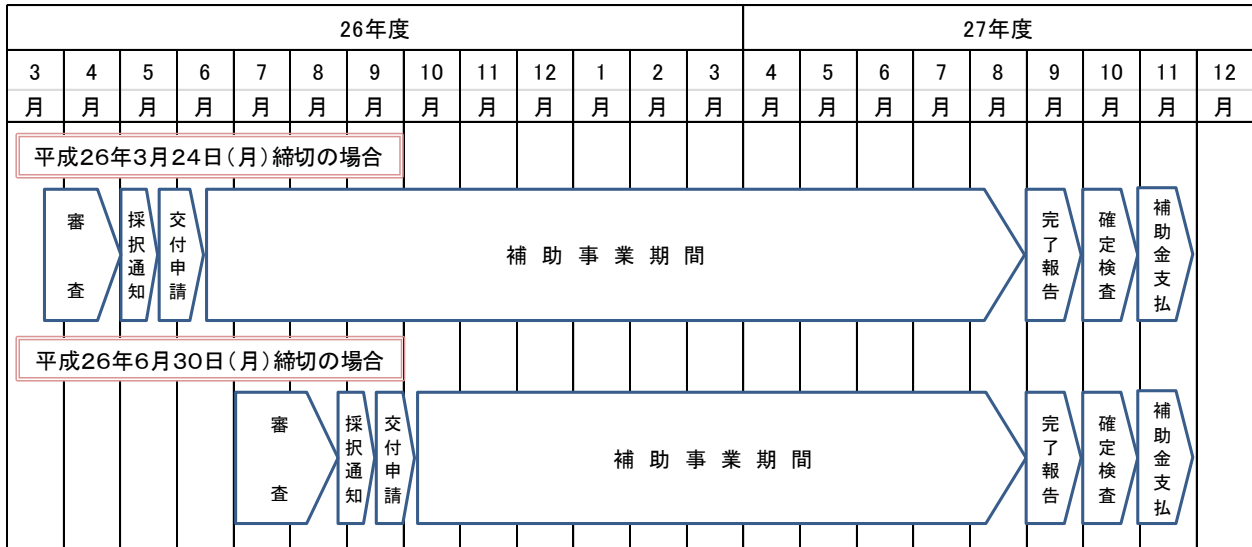 26年度 27年度
3 4 5 6 7 8 9 10 11 12 1 2 3 4 5 6 7 8 9 10 11 12
月 月 月 月 月 月 月 月 月 月 月 月 月 月 月 月 月 月 月 月 月 月
平成26年3月24日(月)締切の場合
審査
採択通知
交付申請
補助事業期間
完了報告
確定検査
補助金支払
平成26年6月30日(月)締切の場合
審査
採択通知
交付申請
補助事業期間
完了報告
確定検査
補助金支払